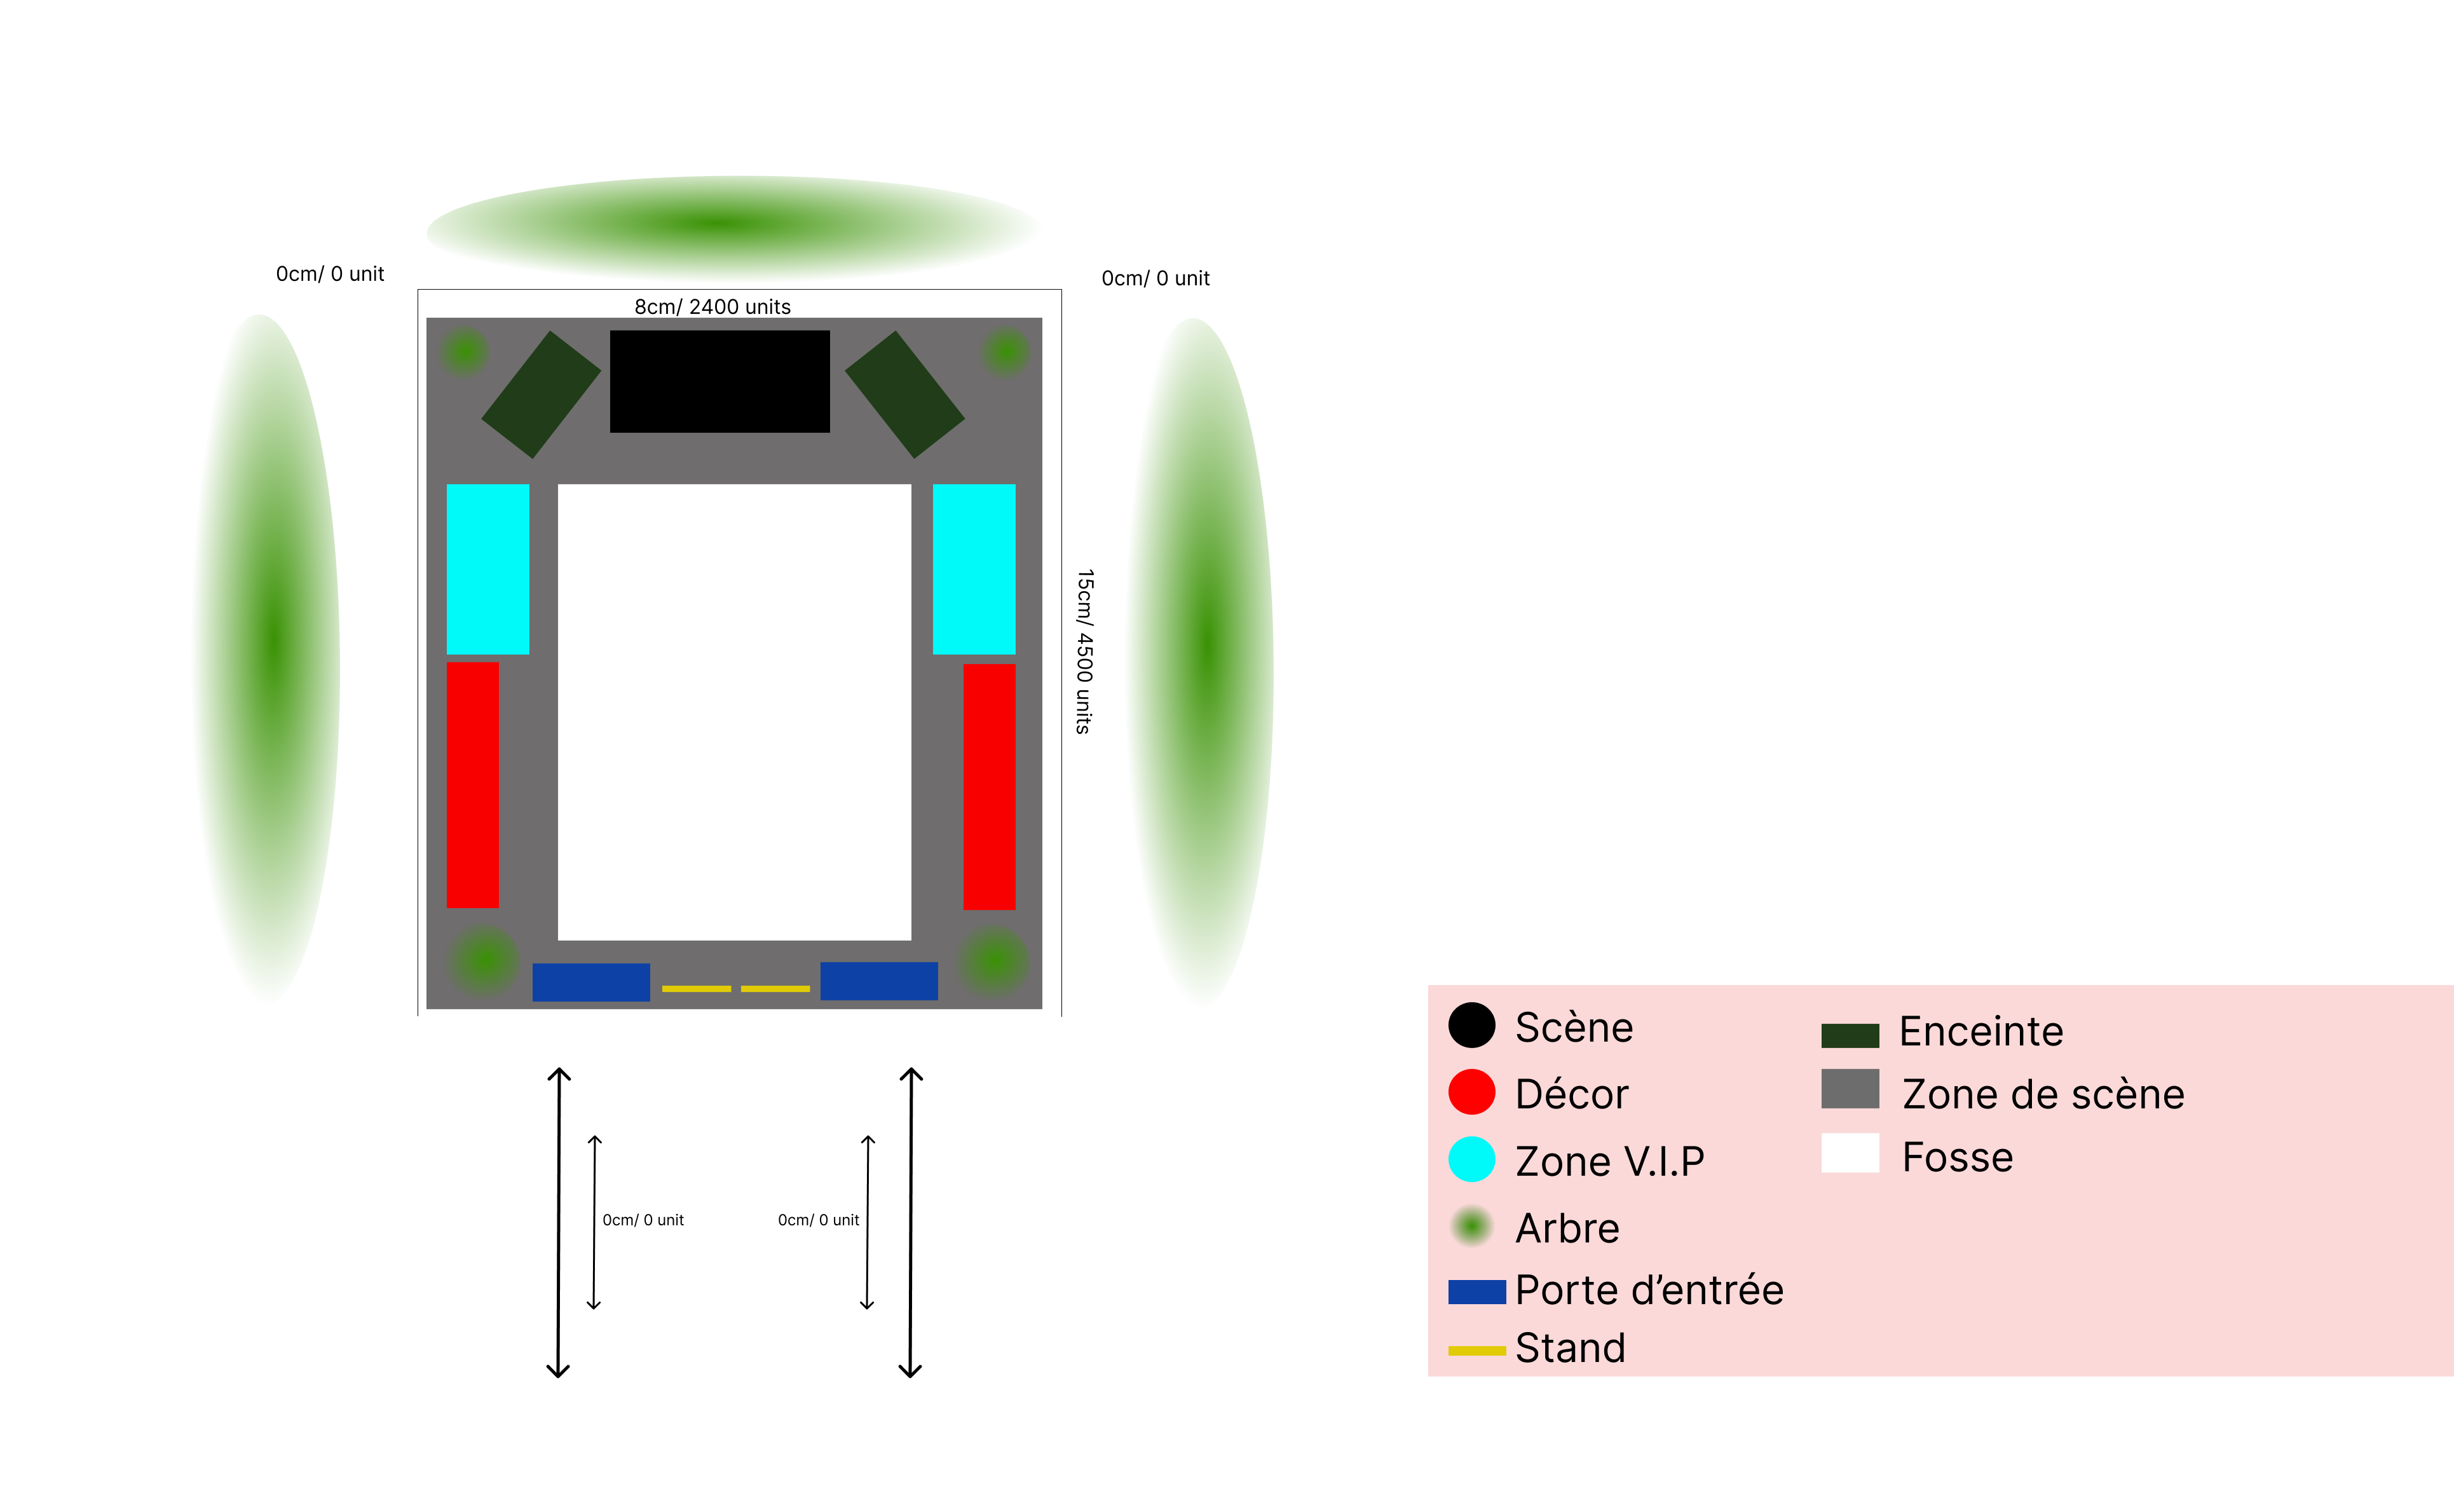 0cm/ 0 unit
0cm/ 0 unit
8cm/ 2400 units
15cm/ 4500 units
0cm/ 0 unit
0cm/ 0 unit
Scène
Décor
Zone V.I.P
Arbre
Porte d’entrée
Stand
Enceinte
Zone de scène
Fosse